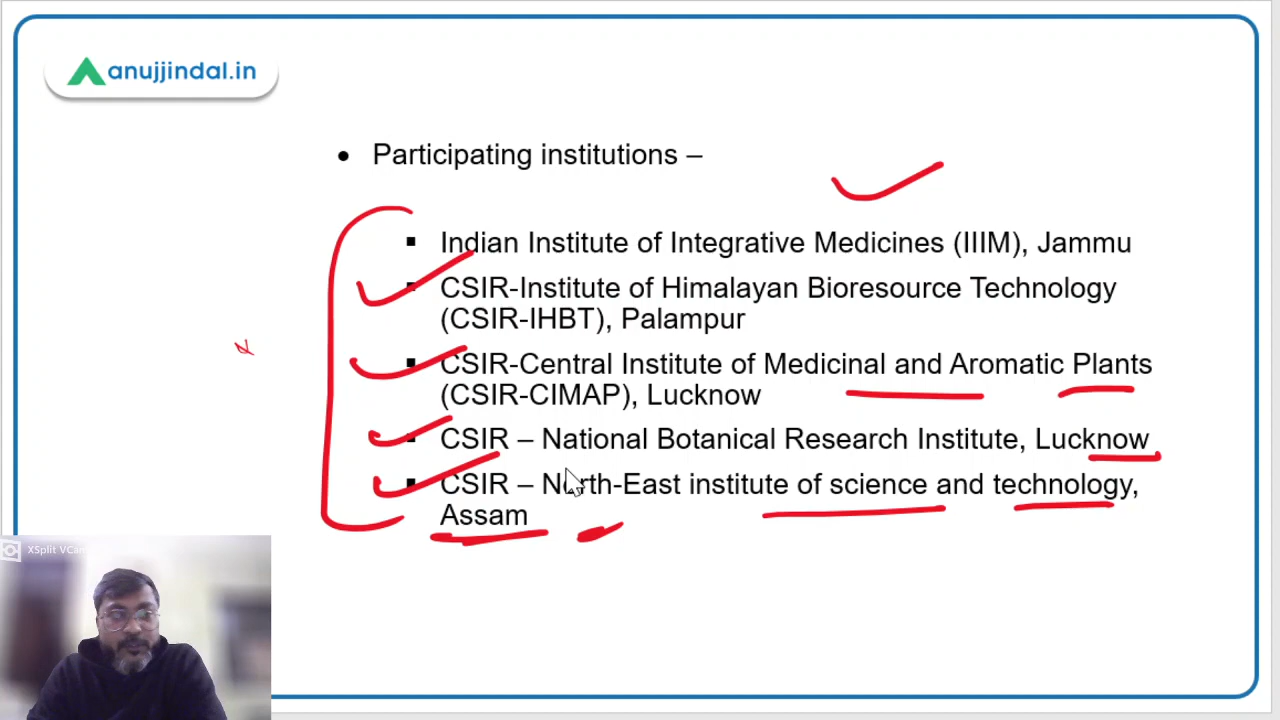 anujjindal.in
• Participating institutions –
▪ Indian Institute of Integrative Medicines (IIIM), Jammu
▪ CSIR-Institute of Himalayan Bioresource Technology
(CSIR-IHBT), Palampur
▪ CSIR-Central Institute of Medicinal and Aromatic Plants
(CSIR-CIMAP), Lucknow
▪ CSIR – National Botanical Research Institute, Lucknow
▪ CSIR – North-East institute of science and technology,
Assam
XSplit